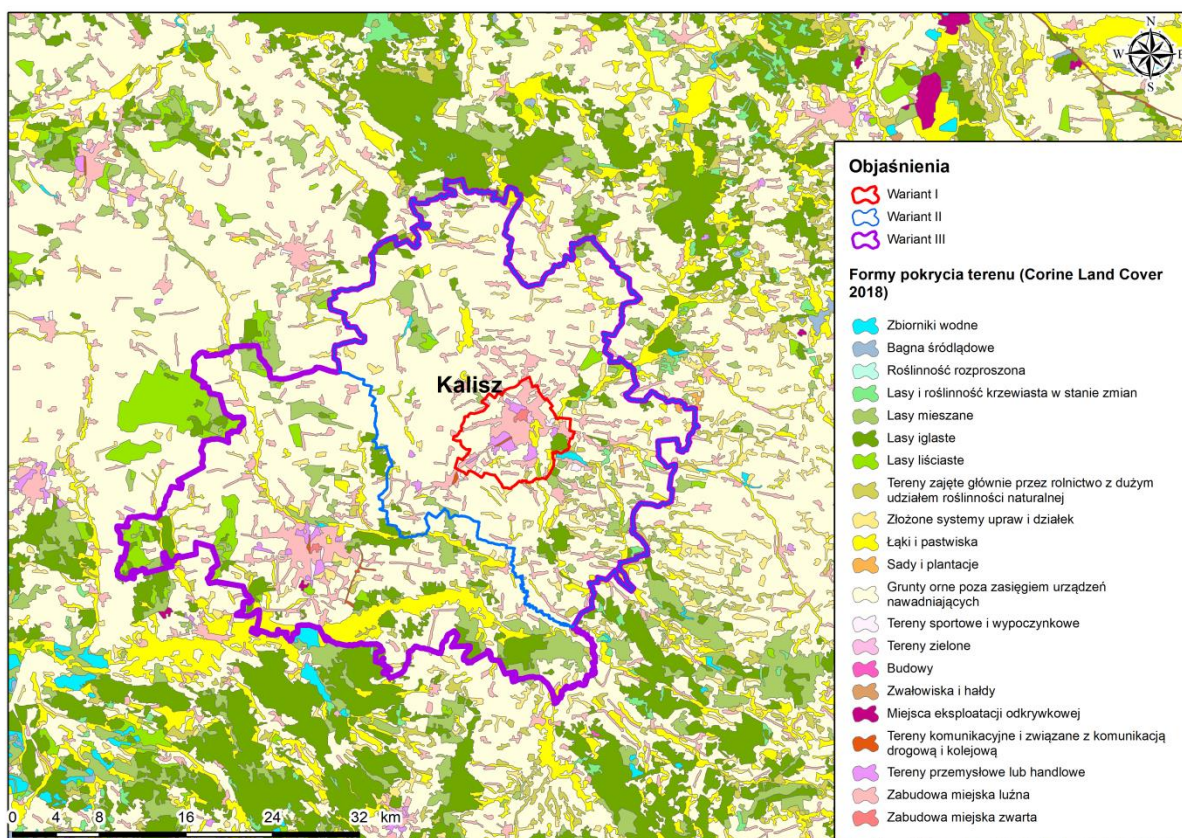 N
W
E
S
Objaśnienia
Wariant I
Wariant II
Wariant III
Formy pokrycia terenu (Corine Land Cover
2018)
Zbiorniki wodne
Bagna śródlądowe
Roślinność rozproszona
Lasy i roślinność krzewiasta w stanie zmian
Lasy mieszane
Lasy iglaste
Lasy liściaste
Tereny zajęte głównie przez rolnictwo z dużym
udziałem roślinności naturalnej
Złożone systemy upraw i działek
Łąki i pastwiska
Sady i plantacje
Grunty orne poza zasięgiem urządzeń
nawadniających
Tereny sportowe i wypoczynkowe
Tereny zielone
Budowy
Zwałowiska i hałdy
Miejsca eksploatacji odkrywkowej
Tereny komunikacyjne i związane z komunikacją
drogową i kolejową
Tereny przemysłowe lub handlowe
Zabudowa miejska luźna
Zabudowa miejska zwarta
Kalisz
0 4 8 16 24 32 km